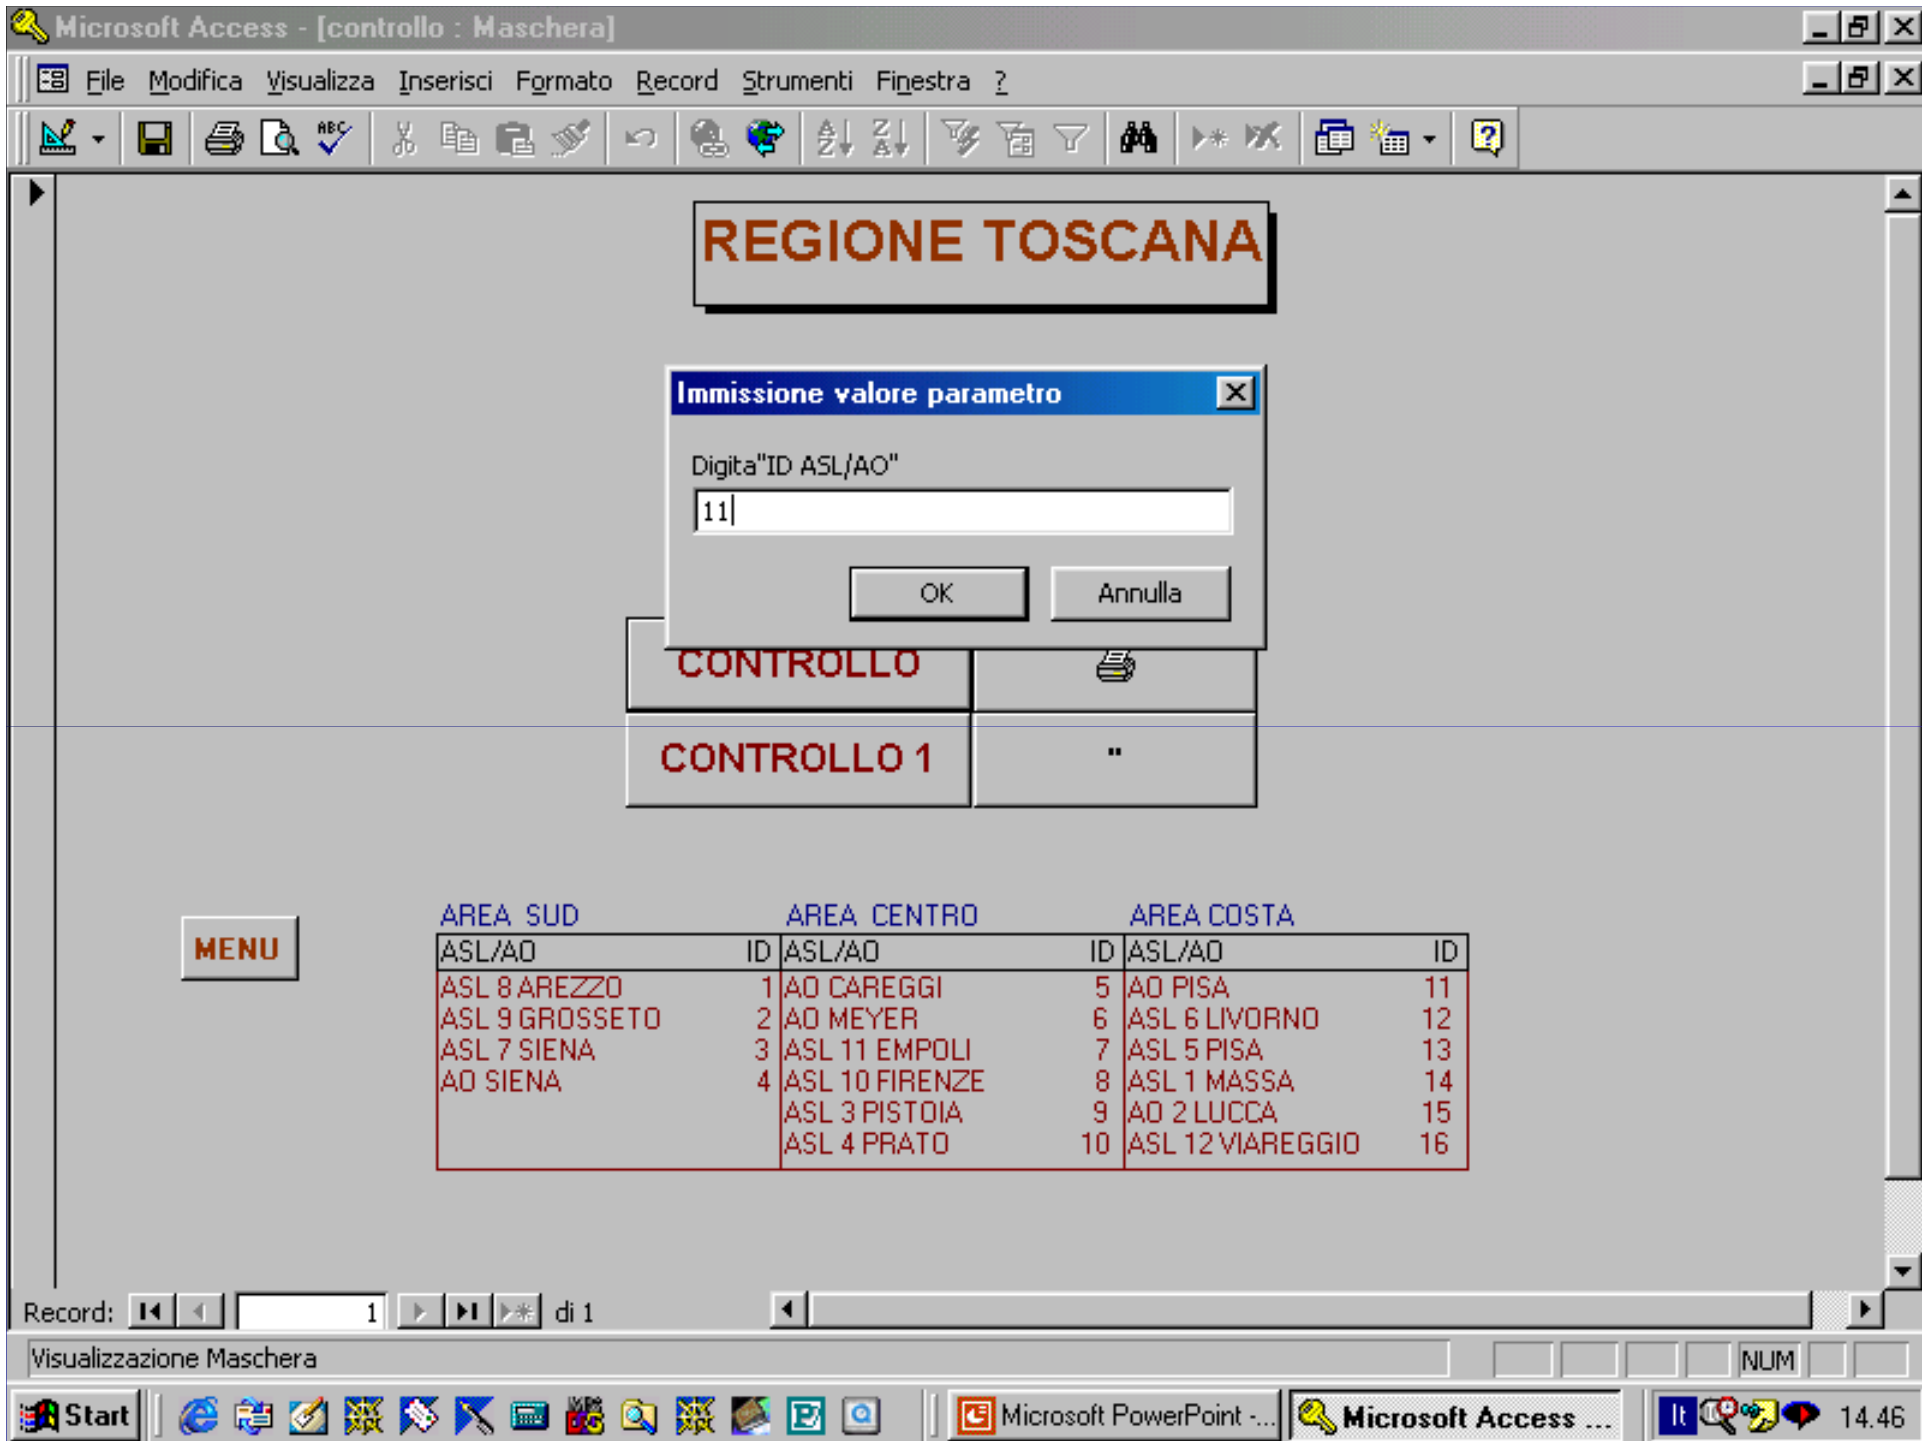 Microsoft Access - [controllo : Maschera]
File Modifica Visualizza Inserisci Formato Record Strumenti Finestra ?
REGIONE TOSCANA
Immissione valore parametro
Digita"ID ASL/AO"
11
OK Annulla
CONTROLLO
CONTROLLO 1 "
MENU
AREA SUD AREA CENTRO AREA COSTA
ASL/AO ID ASL/AO ID ASL/AO ID
ASL 8 AREZZO 1 AO CAREGGI 5 AO PISA 11
ASL 9 GROSSETO 2 AO MEYER 6 ASL 6 LIVORNO 12
ASL 7 SIENA 3 ASL 11 EMPOLI 7 ASL 5 PISA 13
AO SIENA 4 ASL 10 FIRENZE 8 ASL 1 MASSA 14
ASL 3 PISTOIA 9 AO 2 LUCCA 15
ASL 4 PRATO 10 ASL 12 VIAREGGIO 16
Record: 1 di 1
Visualizzazione Maschera NUM
Start Microsoft PowerPoint -... Microsoft Access ... It 14.46